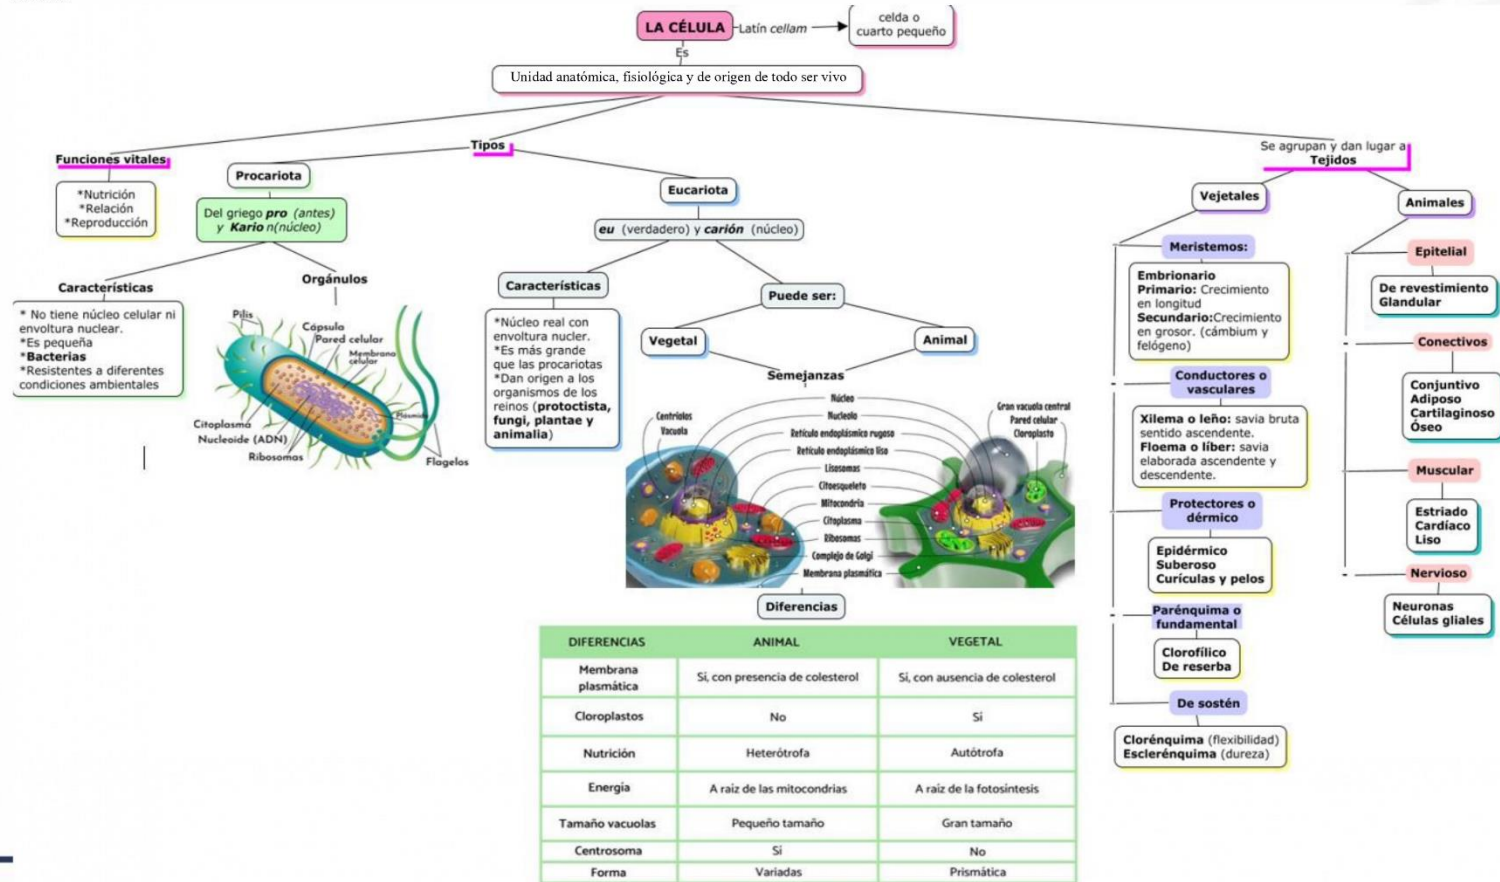 LA CÉLULA
Latín cellam
celda o
cuarto pequeño
Es
Unidad anatómica, fisiológica y de origen de todo ser vivo
Funciones vitales
*Nutrición
*Relación
*Reproducción
Tipos
Procariota
Del griego pro (antes)
y Kario n(núcleo)
Características
* No tiene núcleo celular ni
envoltura nuclear.
*Es pequeña
*Bacterias
*Resistentes a diferentes
condiciones ambientales
Orgánulos
Pilis
Cápsula
Pared celular
Membrana
celular
Citoplasma
Nucleoide (ADN)
Ribosomas
Plásmido
Flagelos
Eucariota
eu (verdadero) y carión (núcleo)
Características
*Núcleo real con
envoltura nucler.
*Es más grande
que las procariotas
*Dan origen a los
organismos de los
reinos (protoctista,
fungi, plantae y
animalia)
Puede ser:
Vegetal
Animal
Semejanzas
Centriolos
Vacuola
Núcleo
Nucleolo
Retículo endoplásmico rugoso
Retículo endoplásmico liso
Lisosomas
Citoesqueleto
Mitocondria
Citoplasma
Ribosomas
Complejo de Golgi
Membrana plasmática
Gran vacuola central
Pared celular
Cloroplasto
Diferencias
DIFERENCIAS ANIMAL VEGETAL
Membrana
plasmática
Sí, con presencia de colesterol Sí, con ausencia de colesterol
Cloroplastos No Sí
Nutrición Heterótrofa Autótrofa
Energía A raíz de las mitocondrias A raíz de la fotosíntesis
Tamaño vacuolas Pequeño tamaño Gran tamaño
Centrosoma Sí No
Forma Variadas Prismática
Se agrupan y dan lugar a
Tejidos
Vejetales
Meristemos:
Embrionario
Primario: Crecimiento
en longitud
Secundario:Crecimiento
en grosor. (cámbium y
felógeno)
Conductores o
vasculares
Xilema o leño: savia bruta
sentido ascendente.
Floema o líber: savia
elaborada ascendente y
descendente.
Protectores o
dérmico
Epidérmico
Suberoso
Curículas y pelos
Parénquima o
fundamental
Clorofílico
De reserba
De sostén
Clorénquima (flexibilidad)
Esclerénquima (dureza)
Animales
Epitelial
De revestimiento
Glandular
Conectivos
Conjuntivo
Adiposo
Cartilaginoso
Óseo
Muscular
Estriado
Cardíaco
Liso
Nervioso
Neuronas
Células gliales